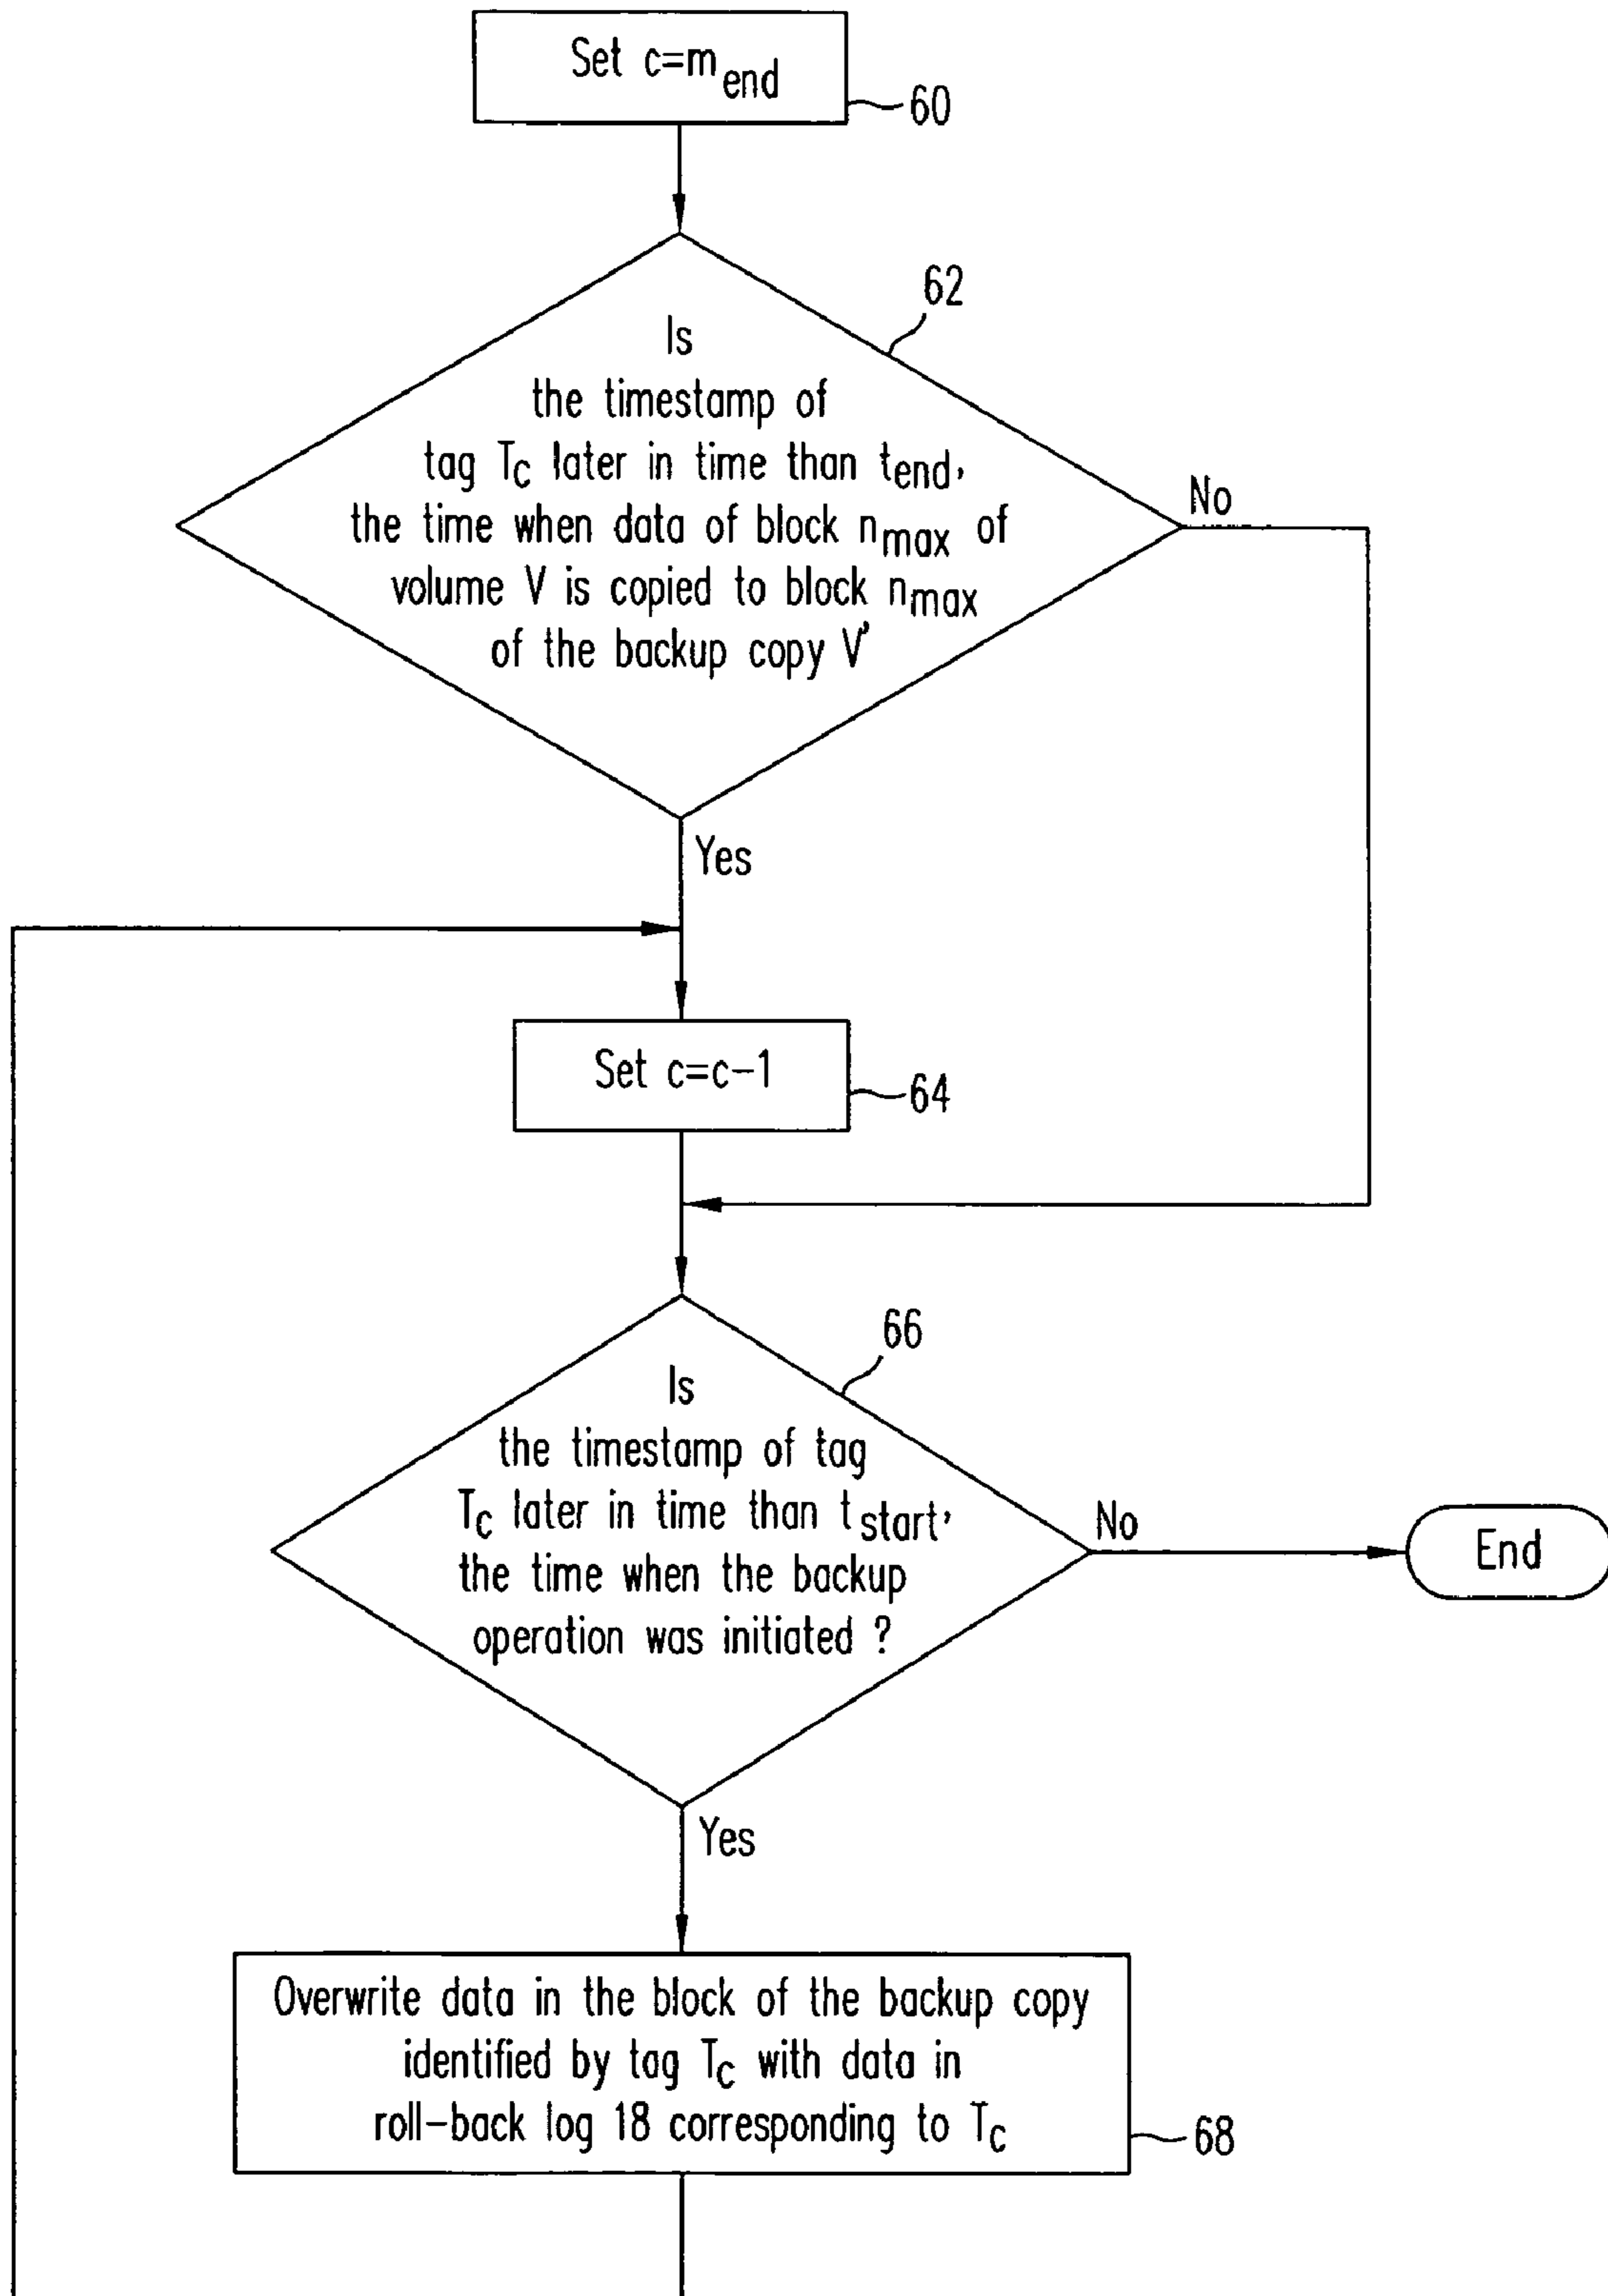 Set c=m_end
60
62
Is
the timestamp of
tag T_c later in time than t_end,
the time when data of block n_max of
volume V is copied to block n_max
of the backup copy V'
No
Yes
Set c=c-1
64
66
Is
the timestamp of tag
T_c later in time than t_start,
the time when the backup
operation was initiated ?
No
End
Yes
Overwrite data in the block of the backup copy
identified by tag T_c with data in
roll-back log 18 corresponding to T_c
68